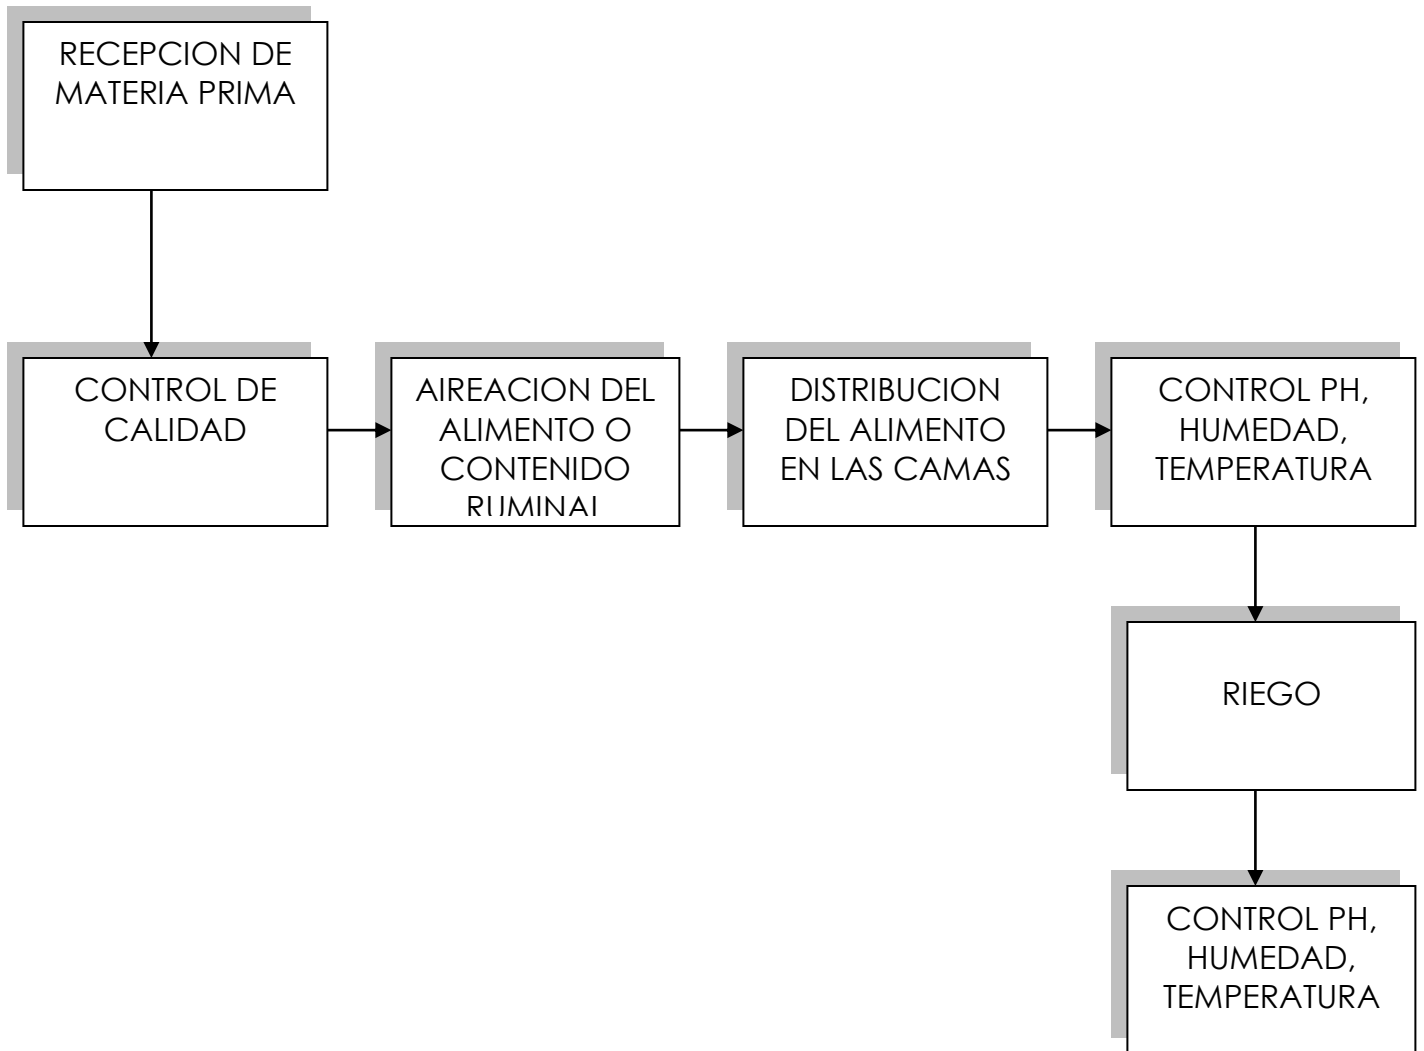 RECEPCION DE
MATERIA PRIMA
CONTROL DE
CALIDAD
AIREACION DEL
ALIMENTO O
CONTENIDO
RUMINAL
DISTRIBUCION
DEL ALIMENTO
EN LAS CAMAS
CONTROL PH,
HUMEDAD,
TEMPERATURA
RIEGO
CONTROL PH,
HUMEDAD,
TEMPERATURA